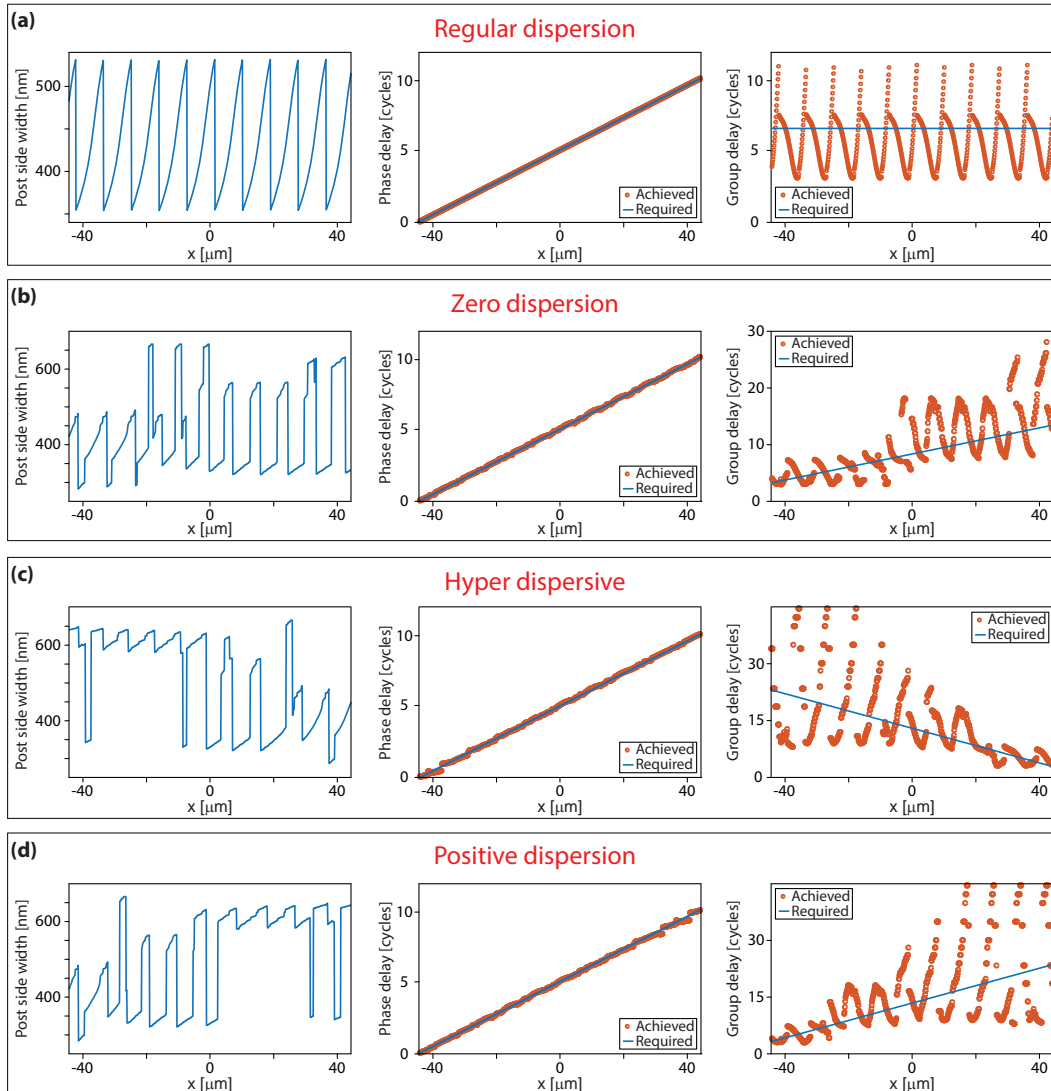 (a)
Regular dispersion
Post side width [nm]
500
400
-40
0
40
x [μm]
Phase delay [cycles]
10
5
0
Achieved
Required
-40
0
40
x [μm]
Group delay [cycles]
10
5
0
Achieved
Required
-40
0
40
x [μm]
(b)
Zero dispersion
Post side width [nm]
600
400
-40
0
40
x [μm]
Phase delay [cycles]
10
5
0
Achieved
Required
-40
0
40
x [μm]
Group delay [cycles]
30
20
10
0
Achieved
Required
-40
0
40
x [μm]
(c)
Hyper dispersive
Post side width [nm]
600
400
-40
0
40
x [μm]
Phase delay [cycles]
10
5
0
Achieved
Required
-40
0
40
x [μm]
Group delay [cycles]
30
15
0
Achieved
Required
-40
0
40
x [μm]
(d)
Positive dispersion
Post side width [nm]
600
400
-40
0
40
x [μm]
Phase delay [cycles]
10
5
0
Achieved
Required
-40
0
40
x [μm]
Group delay [cycles]
30
15
0
Achieved
Required
-40
0
40
x [μm]